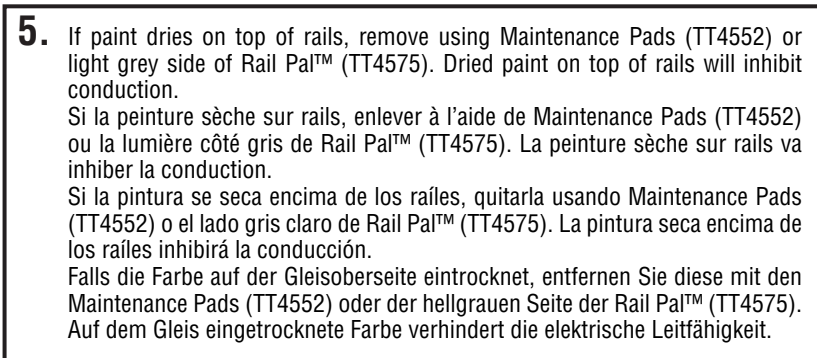 5. If paint dries on top of rails, remove using Maintenance Pads (TT4552) or
light grey side of Rail Pal™ (TT4575). Dried paint on top of rails will inhibit
conduction.
Si la peinture sèche sur rails, enlever à l’aide de Maintenance Pads (TT4552)
ou la lumière côté gris de Rail Pal™ (TT4575). La peinture sèche sur rails va
inhiber la conduction.
Si la pintura se seca encima de los raíles, quitarla usando Maintenance Pads
(TT4552) o el lado gris claro de Rail Pal™ (TT4575). La pintura seca encima de
los raíles inhibirá la conducción.
Falls die Farbe auf der Gleisoberseite eintrocknet, entfernen Sie diese mit den
Maintenance Pads (TT4552) oder der hellgrauen Seite der Rail Pal™ (TT4575).
Auf dem Gleis eingetrocknete Farbe verhindert die elektrische Leitfähigkeit.